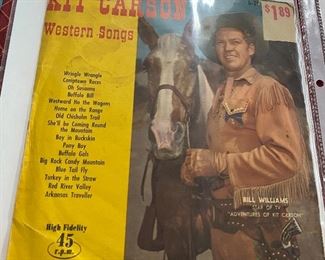 KIT CARSON
Western Songs
$1.89
Wringle Wrangle
Camptown Races
Oh Susanna
Buffalo Bill
Westward Ho the Wagons
Home on the Range
Old Chisholm Trail
She'll be Coming Round
the Mountain
Boy in Buckskin
Pony Boy
Buffalo Gals
Big Rock Candy Mountain
Blue Tail Fly
Turkey in the Straw
Red River Valley
Arkansas Traveller
BILL WILLIAMS
STAR OF TV
"ADVENTURES OF KIT CARSON"
High Fidelity
45
r.p.m.